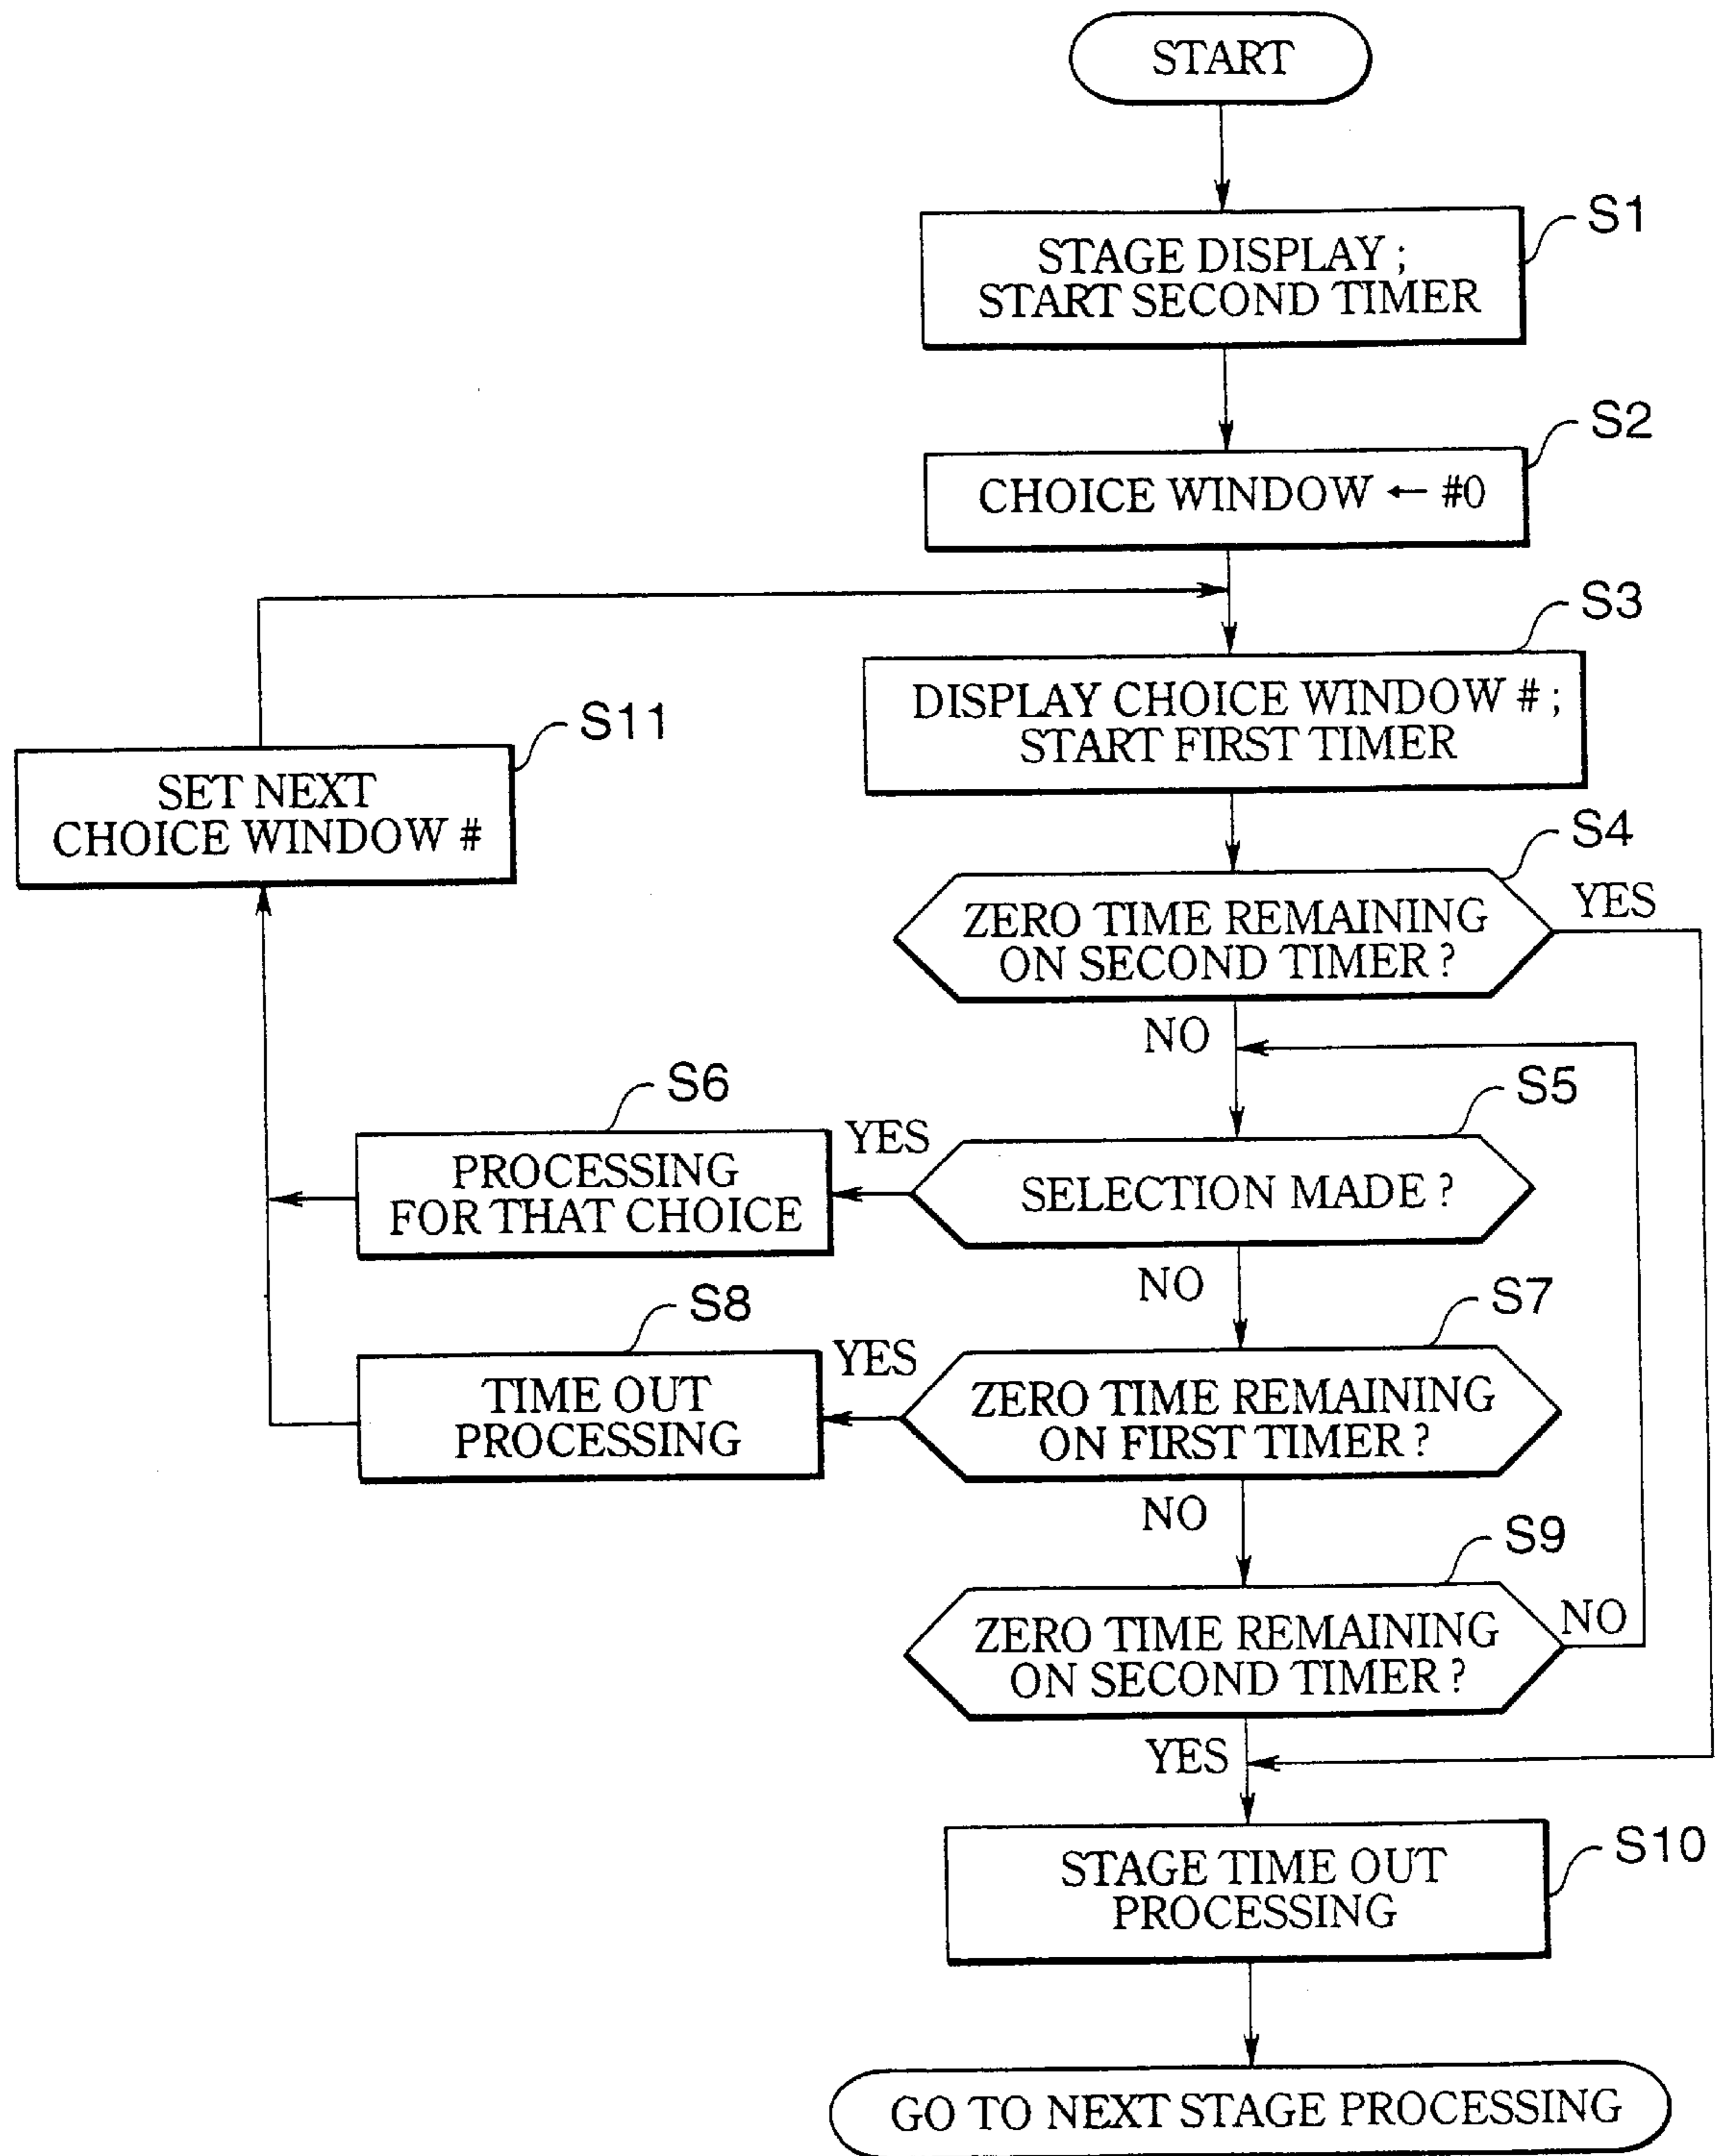 START
S1
STAGE DISPLAY ;
START SECOND TIMER
S2
CHOICE WINDOW ← #0
S3
DISPLAY CHOICE WINDOW # ;
START FIRST TIMER
S11
SET NEXT
CHOICE WINDOW #
S4
ZERO TIME REMAINING
ON SECOND TIMER ?
YES
NO
S5
SELECTION MADE ?
YES
S6
PROCESSING
FOR THAT CHOICE
NO
S7
ZERO TIME REMAINING
ON FIRST TIMER ?
YES
S8
TIME OUT
PROCESSING
NO
S9
ZERO TIME REMAINING
ON SECOND TIMER ?
NO
YES
S10
STAGE TIME OUT
PROCESSING
GO TO NEXT STAGE PROCESSING